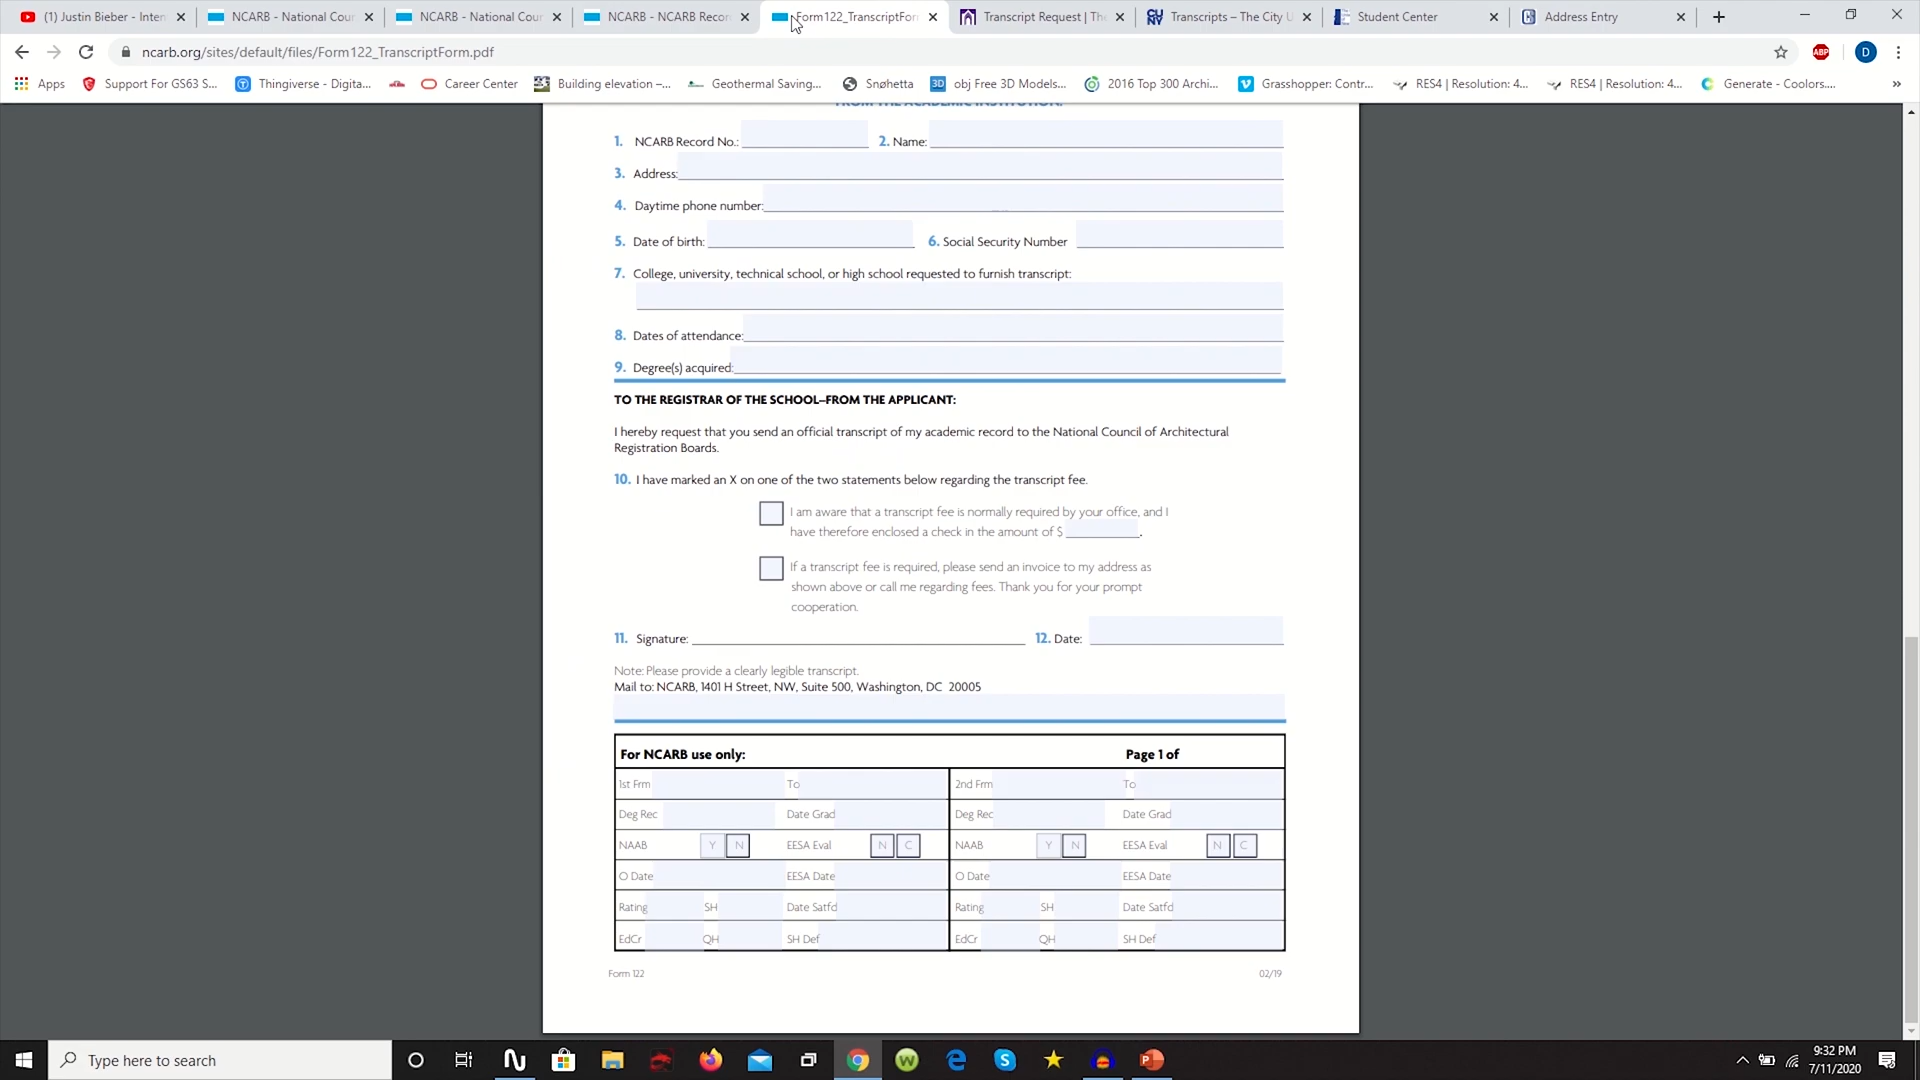 (1) Justin Bieber - Inten
NCARB - National Coun
NCARB - National Coun
NCARB - NCARB Recor
Form122_TranscriptForm
Transcript Request | The
Transcripts – The City U
Student Center
Address Entry
ncarb.org/sites/default/files/Form122_TranscriptForm.pdf
ABP
D
Apps
Support For GS63 S...
Thingiverse - Digita...
Career Center
Building elevation –...
Geothermal Saving...
Snøhetta
3D
obj Free 3D Models...
2016 Top 300 Archi...
Grasshopper: Contr...
RES4 | Resolution: 4...
RES4 | Resolution: 4...
Generate - Coolors....
FROM THE ACADEMIC INSTITUTION:
1. NCARB Record No.: 2. Name:
3. Address:
4. Daytime phone number:
5. Date of birth: 6. Social Security Number
7. College, university, technical school, or high school requested to furnish transcript:
8. Dates of attendance:
9. Degree(s) acquired:
TO THE REGISTRAR OF THE SCHOOL–FROM THE APPLICANT:
I hereby request that you send an official transcript of my academic record to the National Council of Architectural
Registration Boards.
10. I have marked an X on one of the two statements below regarding the transcript fee.
I am aware that a transcript fee is normally required by your office, and I
have therefore enclosed a check in the amount of $ .
If a transcript fee is required, please send an invoice to my address as
shown above or call me regarding fees. Thank you for your prompt
cooperation.
11. Signature: 12. Date:
Note: Please provide a clearly legible transcript.
Mail to: NCARB, 1401 H Street, NW, Suite 500, Washington, DC 20005
For NCARB use only: Page 1 of
1st Frm To 2nd Frm To
Deg Rec Date Grad Deg Rec Date Grad
NAAB Y N EESA Eval N C NAAB Y N EESA Eval N C
O Date EESA Date O Date EESA Date
Rating SH Date Satfd Rating SH Date Satfd
EdCr QH SH Def EdCr QH SH Def
Form 122 02/19
Type here to search
9:32 PM
7/11/2020